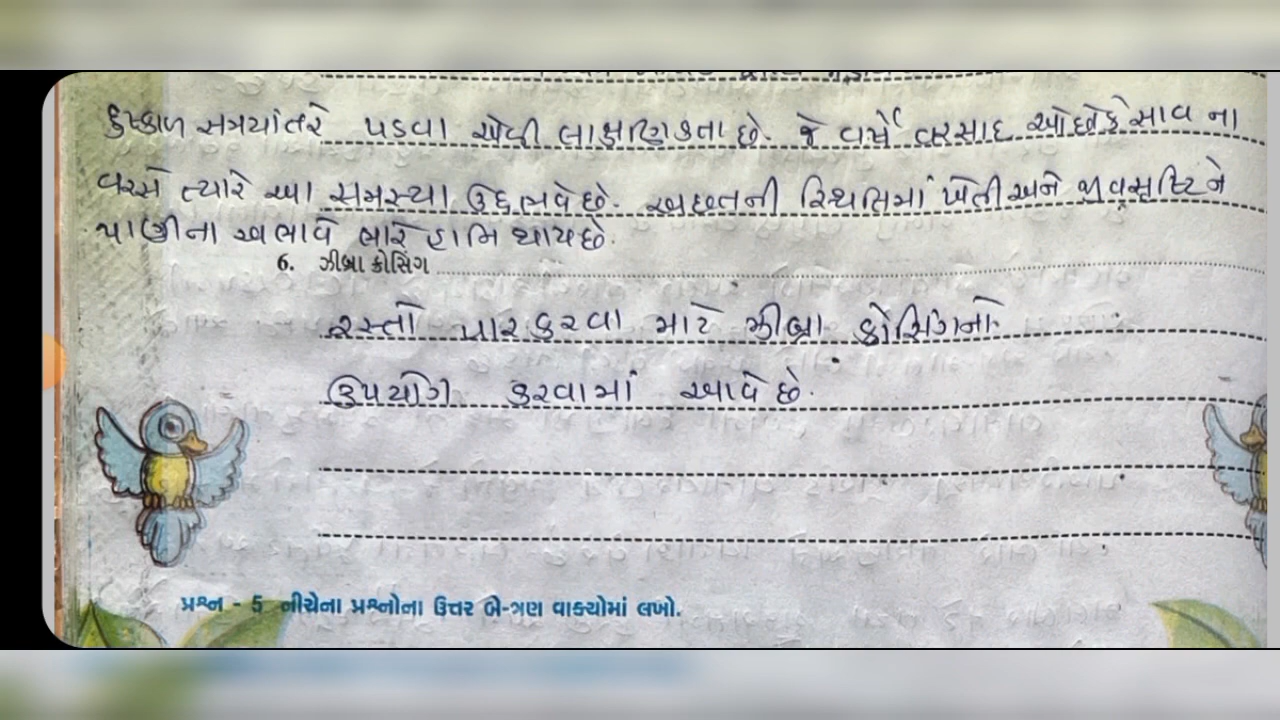 દુષ્કાળ સમયાંતરે પડવા એવી લાક્ષણિકતા છે. જે વર્ષે વરસાદ ઓછોકે સાવ ના
વરસે ત્યારે આ સમસ્યા ઉદ્દભવે છે. અછતની સ્થિતિમાં ખેતી અને જીવસૃષ્ટિને
પાણીના અભાવે ભારે હાનિ થાય છે.
6. ઝીબ્રા ક્રોસિંગ
રસ્તો પાર કરવા માટે ઝીબ્રા ક્રોસિંગનો
ઉપયોગ કરવામાં આવે છે.
પ્રશ્ન - 5 નીચેના પ્રશ્નોના ઉત્તર બે-ત્રણ વાક્યોમાં લખો.